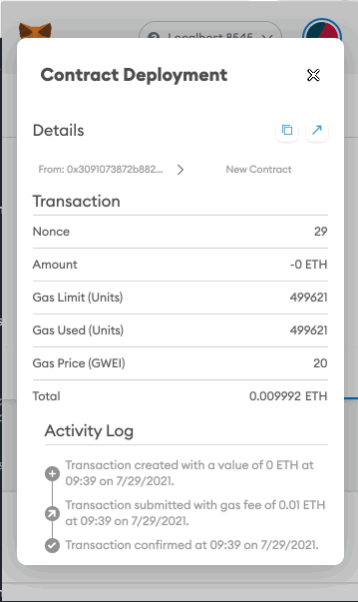 Localhost 8545
Contract Deployment
Details
From: 0x3091073872b882...
New Contract
Transaction
Nonce 29
Amount -0 ETH
Gas Limit (Units) 499621
Gas Used (Units) 499621
Gas Price (GWEI) 20
Total 0.009992 ETH
Activity Log
Transaction created with a value of 0 ETH at
09:39 on 7/29/2021.
Transaction submitted with gas fee of 0.01 ETH
at 09:39 on 7/29/2021.
Transaction confirmed at 09:39 on 7/29/2021.